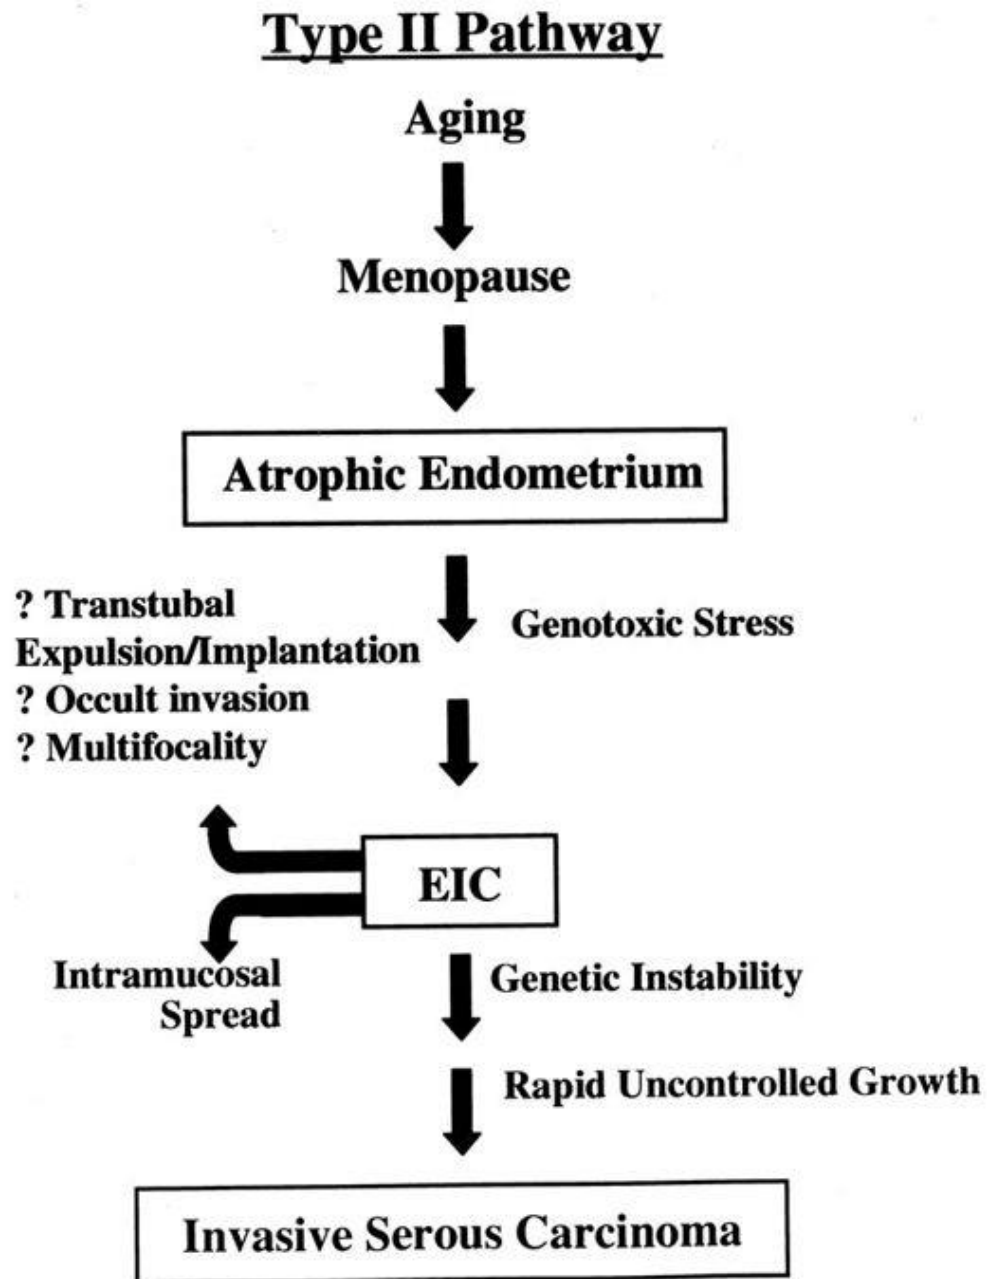 Type II Pathway
Aging
Menopause
Atrophic Endometrium
? Transtubal
Expulsion/Implantation
? Occult invasion
? Multifocality
Genotoxic Stress
EIC
Intramucosal
Spread
Genetic Instability
Rapid Uncontrolled Growth
Invasive Serous Carcinoma